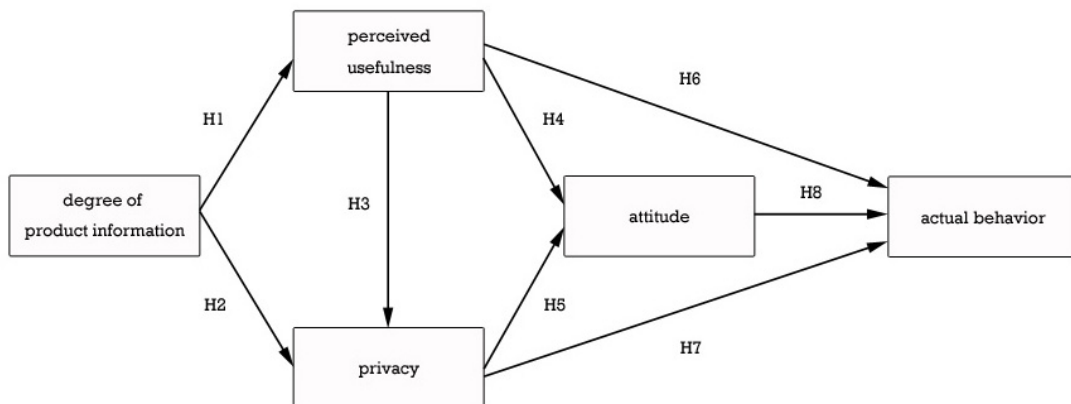 perceived
usefulness
H6
H1
H4
degree of
product information
H3
attitude
H8
actual behavior
H2
H5
H7
privacy